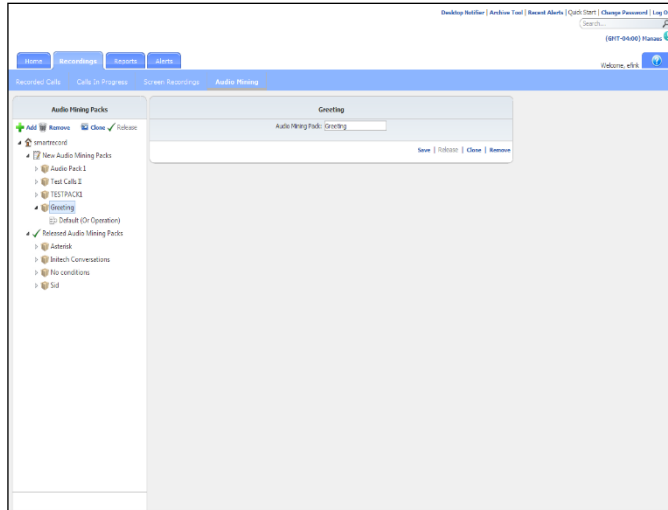 Desktop Notifier | Archive Tool | Recent Alerts | Quick Start | Change Password | Log O
Search...
(GMT-04:00) Manaus
Home Recordings Reports Alerts
Welcome, efink
Recorded Calls Calls In Progress Screen Recordings Audio Mining
Audio Mining Packs
Add Remove Clone Release
smartrecord
New Audio Mining Packs
Audio Pack 1
Test Calls 2
TESTPACK1
Greeting
Default (Or Operation)
Released Audio Mining Packs
Asterisk
Initech Conversations
No conditions
Sid
Greeting
Audio Mining Pack: Greeting
Save | Release | Clone | Remove